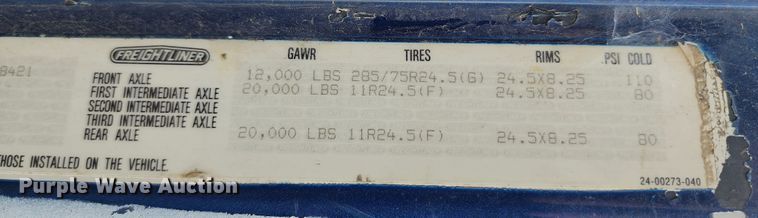 FREIGHTLINER GAWR TIRES RIMS PSI COLD
8421 FRONT AXLE 12,000 LBS 285/75R24.5(G) 24.5X8.25 110
FIRST INTERMEDIATE AXLE 20,000 LBS 11R24.5(F) 24.5X8.25 80
SECOND INTERMEDIATE AXLE
THIRD INTERMEDIATE AXLE
REAR AXLE 20,000 LBS 11R24.5(F) 24.5X8.25 80
HOSE INSTALLED ON THE VEHICLE.
24-00273-040
Purple Wave Auction